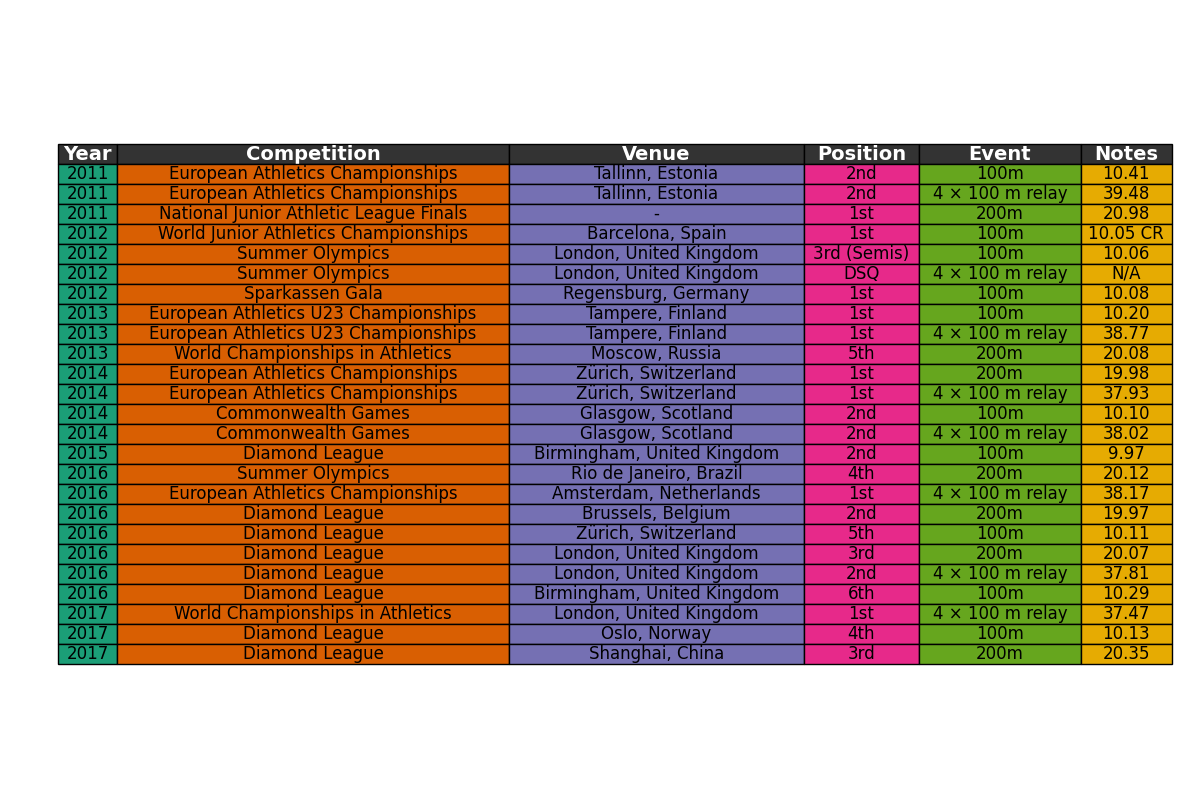 Year Competition Venue Position Event Notes
2011 European Athletics Championships Tallinn, Estonia 2nd 100m 10.41
2011 European Athletics Championships Tallinn, Estonia 2nd 4 × 100 m relay 39.48
2011 National Junior Athletic League Finals - 1st 200m 20.98
2012 World Junior Athletics Championships Barcelona, Spain 1st 100m 10.05 CR
2012 Summer Olympics London, United Kingdom 3rd (Semis) 100m 10.06
2012 Summer Olympics London, United Kingdom DSQ 4 × 100 m relay N/A
2012 Sparkassen Gala Regensburg, Germany 1st 100m 10.08
2013 European Athletics U23 Championships Tampere, Finland 1st 100m 10.20
2013 European Athletics U23 Championships Tampere, Finland 1st 4 × 100 m relay 38.77
2013 World Championships in Athletics Moscow, Russia 5th 200m 20.08
2014 European Athletics Championships Zürich, Switzerland 1st 200m 19.98
2014 European Athletics Championships Zürich, Switzerland 1st 4 × 100 m relay 37.93
2014 Commonwealth Games Glasgow, Scotland 2nd 100m 10.10
2014 Commonwealth Games Glasgow, Scotland 2nd 4 × 100 m relay 38.02
2015 Diamond League Birmingham, United Kingdom 2nd 100m 9.97
2016 Summer Olympics Rio de Janeiro, Brazil 4th 200m 20.12
2016 European Athletics Championships Amsterdam, Netherlands 1st 4 × 100 m relay 38.17
2016 Diamond League Brussels, Belgium 2nd 200m 19.97
2016 Diamond League Zürich, Switzerland 5th 100m 10.11
2016 Diamond League London, United Kingdom 3rd 200m 20.07
2016 Diamond League London, United Kingdom 2nd 4 × 100 m relay 37.81
2016 Diamond League Birmingham, United Kingdom 6th 100m 10.29
2017 World Championships in Athletics London, United Kingdom 1st 4 × 100 m relay 37.47
2017 Diamond League Oslo, Norway 4th 100m 10.13
2017 Diamond League Shanghai, China 3rd 200m 20.35